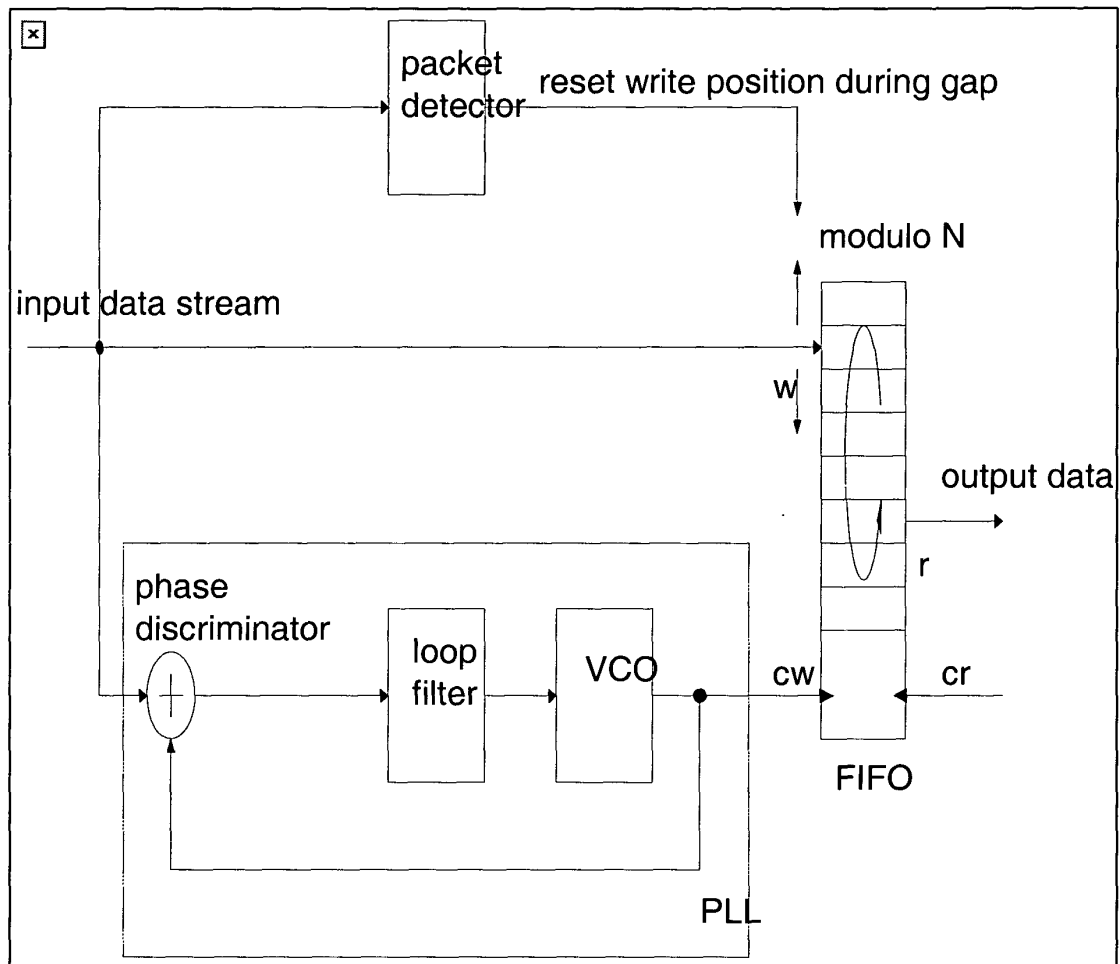 packet
detector
reset write position during gap
modulo N
input data stream
w
output data
r
phase
discriminator
loop
filter
VCO
cw
cr
FIFO
PLL